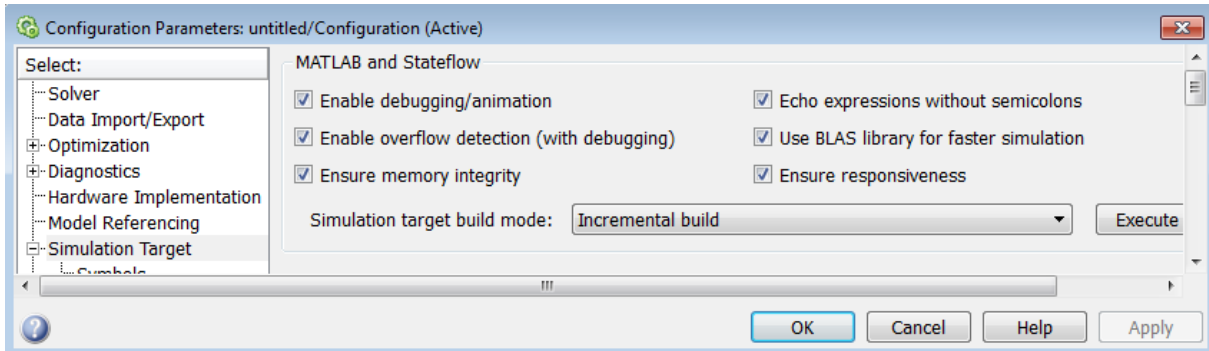 Configuration Parameters: untitled/Configuration (Active)
Select:
Solver
Data Import/Export
Optimization
Diagnostics
Hardware Implementation
Model Referencing
Simulation Target
Symbols
MATLAB and Stateflow
Enable debugging/animation
Echo expressions without semicolons
Enable overflow detection (with debugging)
Use BLAS library for faster simulation
Ensure memory integrity
Ensure responsiveness
Simulation target build mode: Incremental build Execute
OK Cancel Help Apply